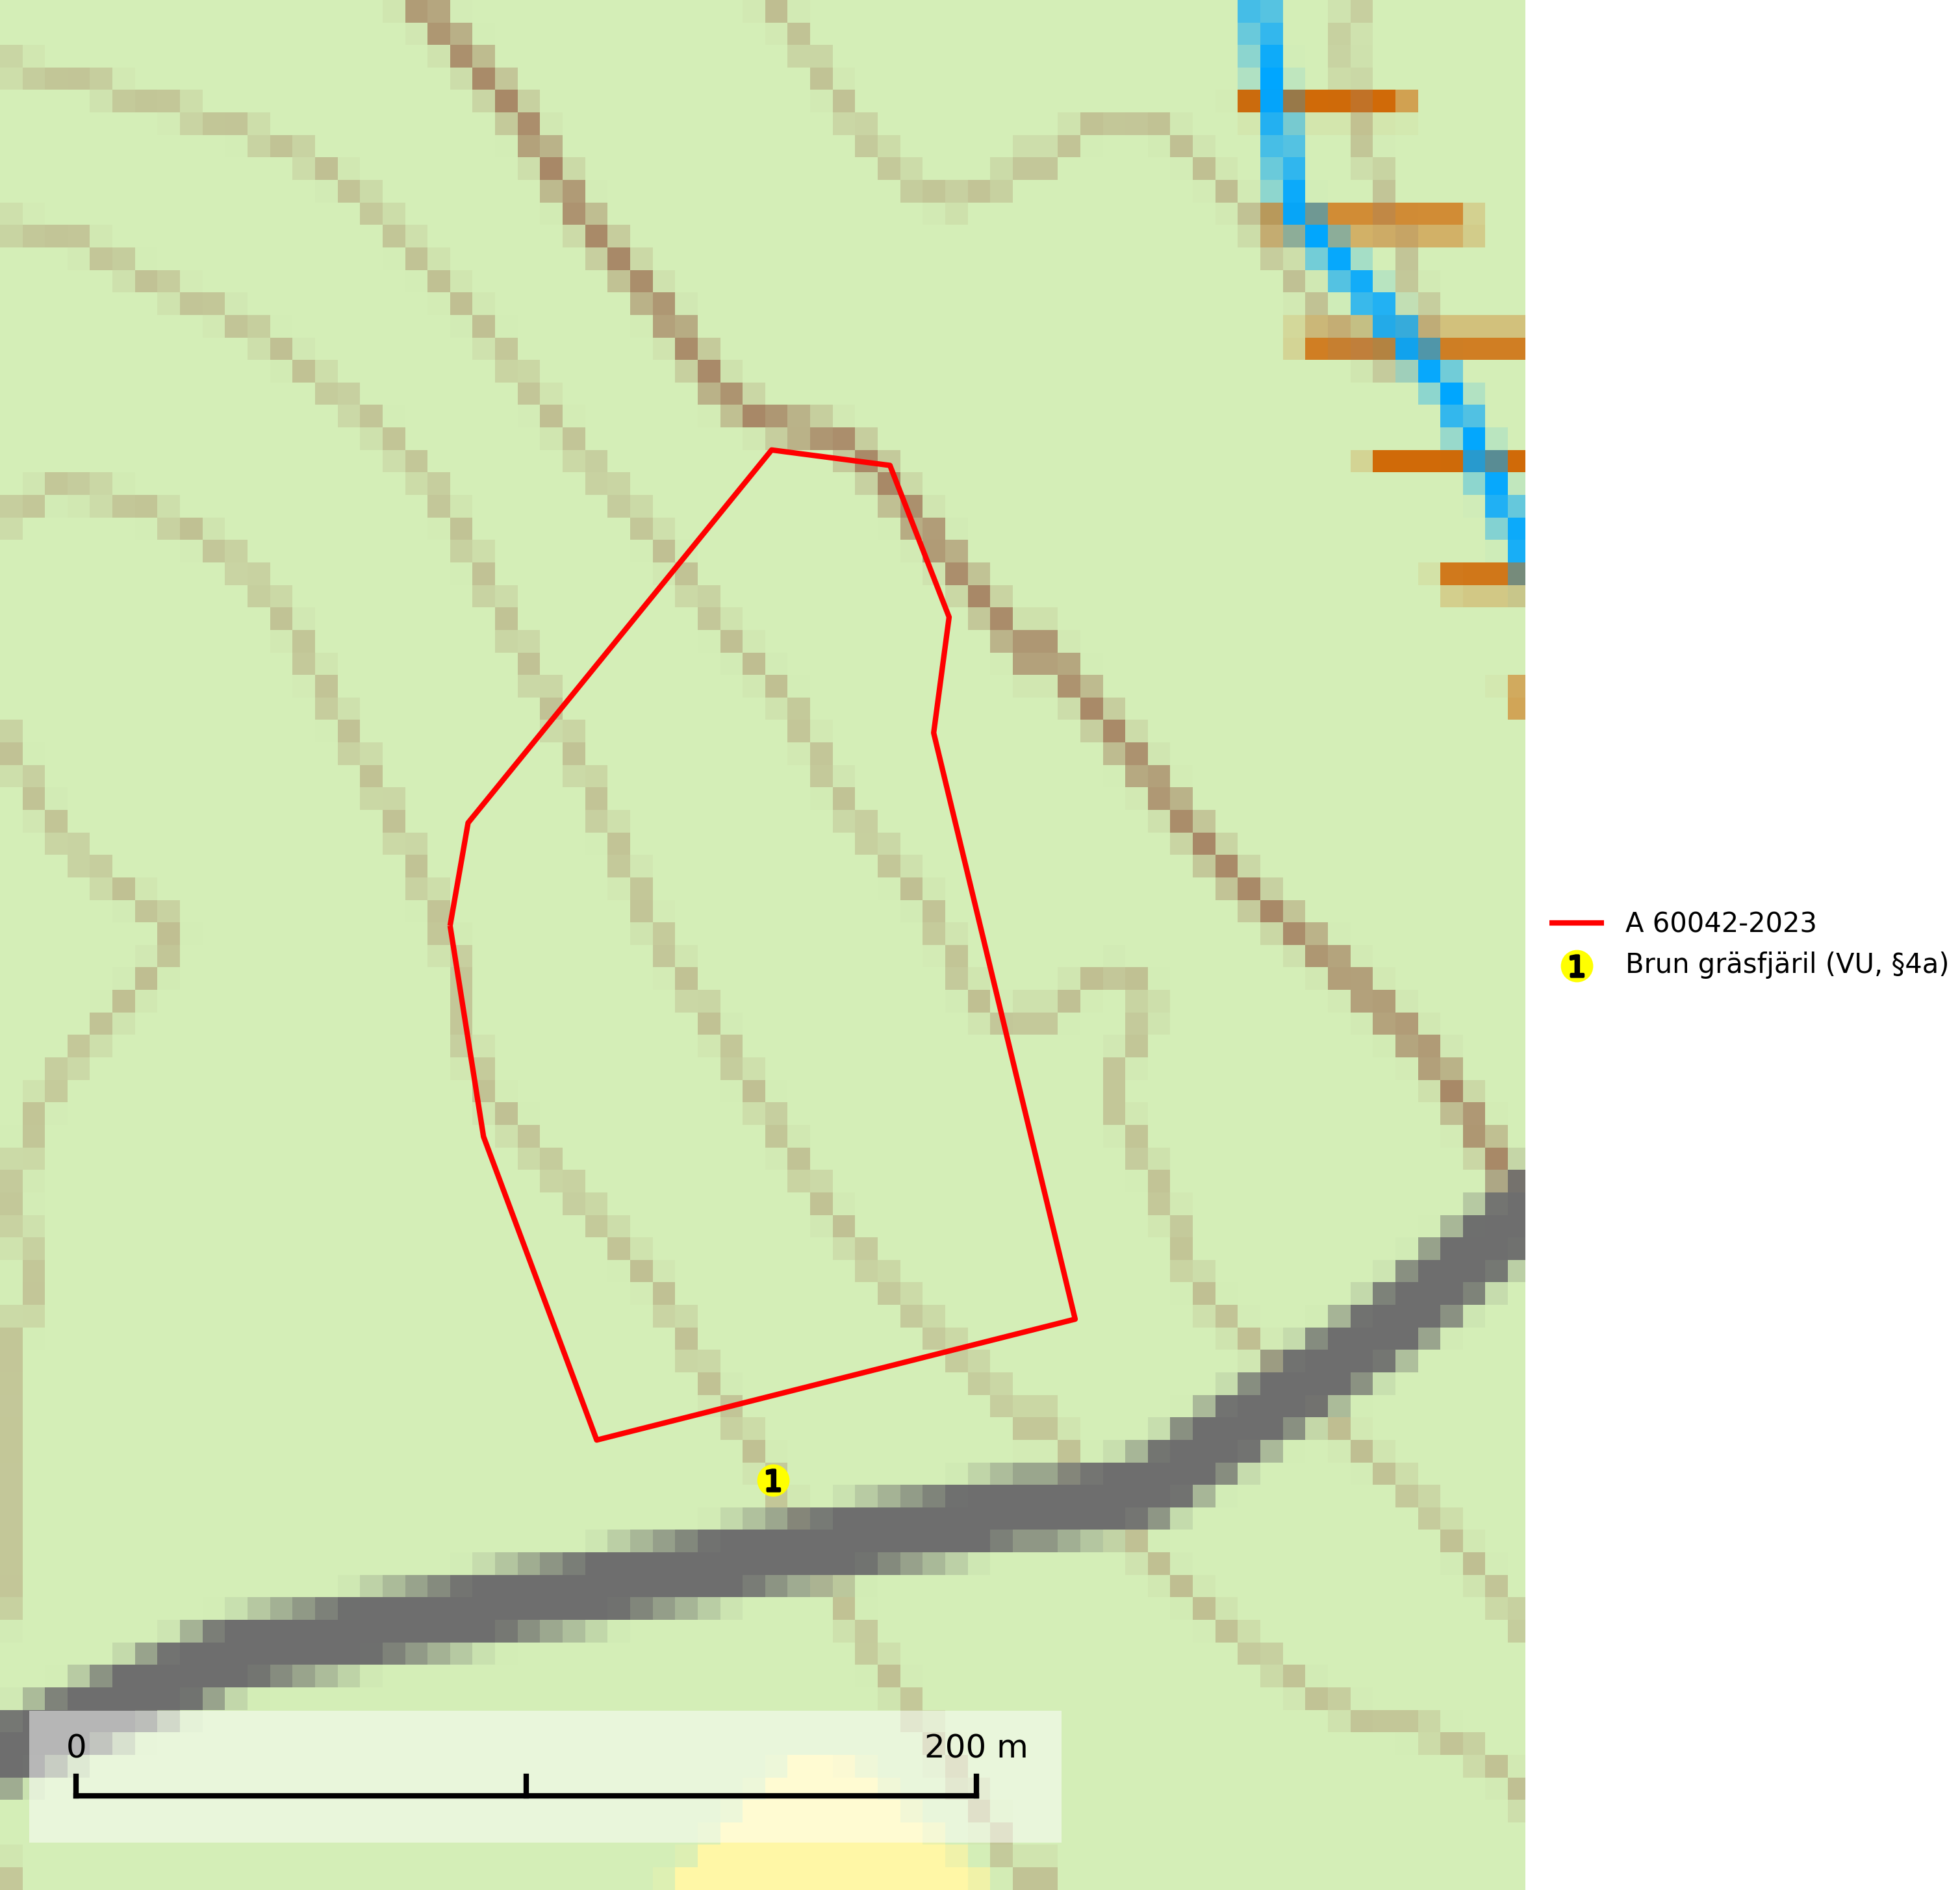 A 60042-2023
1 Brun gräsfjäril (VU, §4a)
1
0 200 m